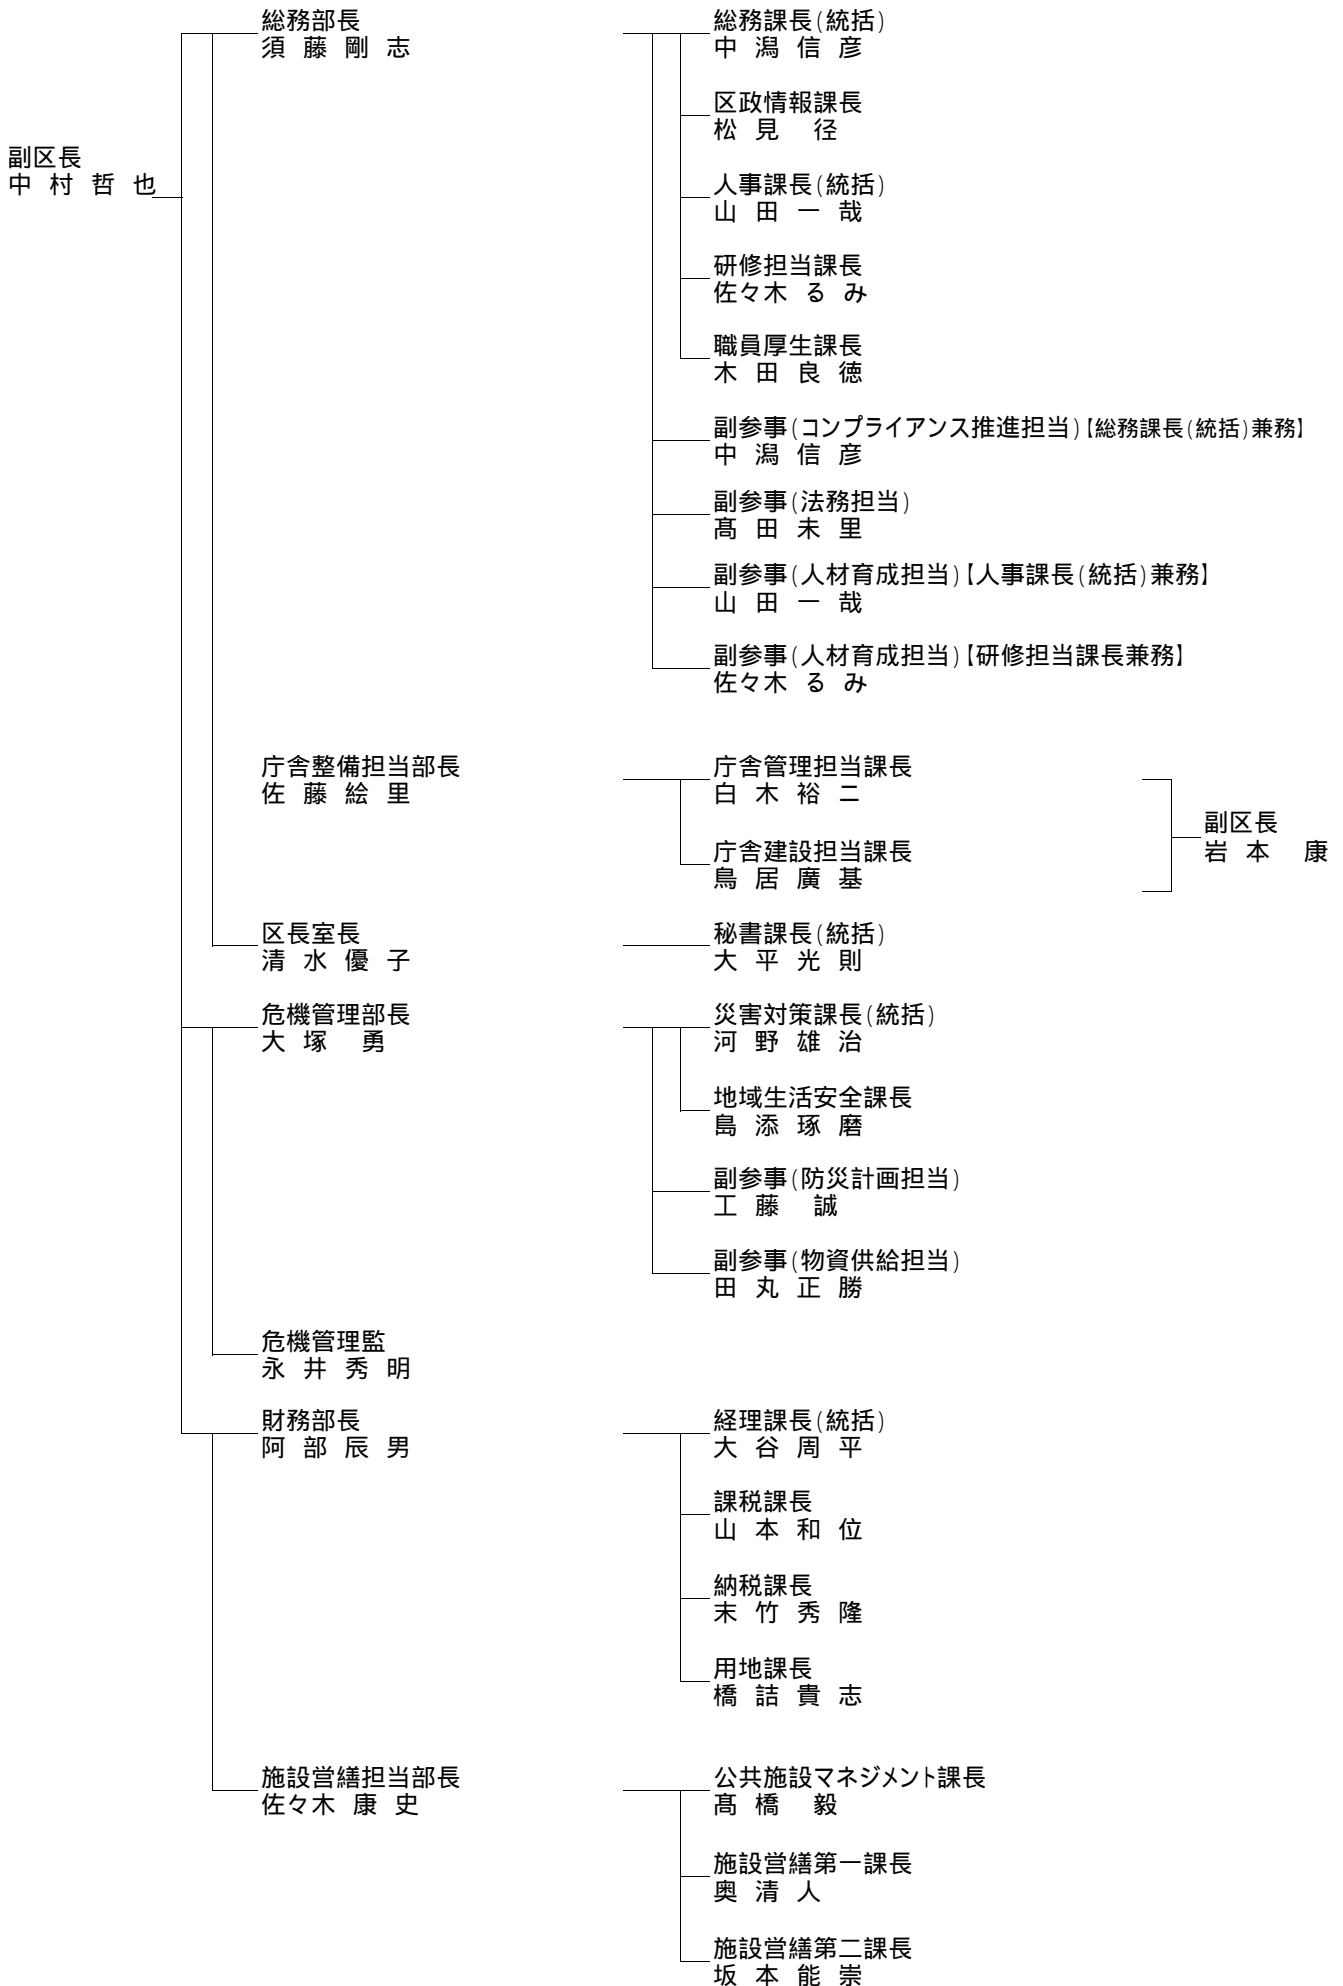 副区長
中村哲也
総務部長
須藤剛志
総務課長(統括)
中潟信彦
区政情報課長
松見　径
人事課長(統括)
山田一哉
研修担当課長
佐々木るみ
職員厚生課長
木田良徳
副参事(コンプライアンス推進担当)【総務課長(統括)兼務】
中潟信彦
副参事(法務担当)
髙田未里
副参事(人材育成担当)【人事課長(統括)兼務】
山田一哉
副参事(人材育成担当)【研修担当課長兼務】
佐々木るみ
庁舎整備担当部長
佐藤絵里
庁舎管理担当課長
白木裕二
庁舎建設担当課長
鳥居廣基
副区長
岩本　康
区長室長
清水優子
秘書課長(統括)
大平光則
危機管理部長
大塚　勇
災害対策課長(統括)
河野雄治
地域生活安全課長
島添琢磨
副参事(防災計画担当)
工藤　誠
副参事(物資供給担当)
田丸正勝
危機管理監
永井秀明
財務部長
阿部辰男
経理課長(統括)
大谷周平
課税課長
山本和位
納税課長
末竹秀隆
用地課長
橋詰貴志
施設営繕担当部長
佐々木康史
公共施設マネジメント課長
髙橋　毅
施設営繕第一課長
奥清人
施設営繕第二課長
坂本能崇